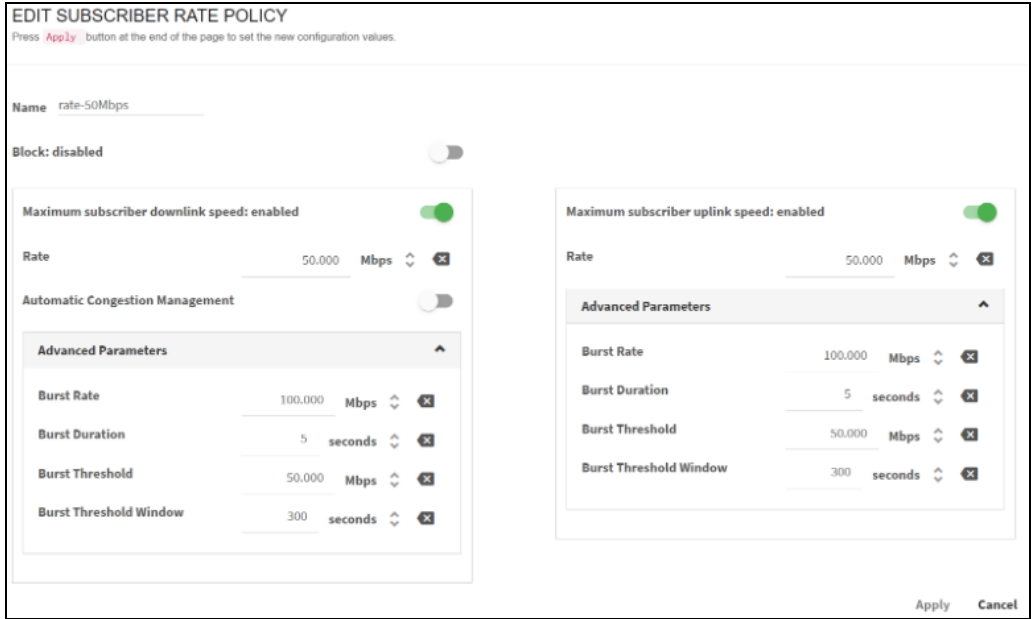 EDIT SUBSCRIBER RATE POLICY
Press Apply button at the end of the page to set the new configuration values.
Name rate-50Mbps
Block: disabled
Maximum subscriber downlink speed: enabled
Rate 50.000 Mbps
Automatic Congestion Management
Advanced Parameters
Burst Rate 100.000 Mbps
Burst Duration 5 seconds
Burst Threshold 50.000 Mbps
Burst Threshold Window 300 seconds
Maximum subscriber uplink speed: enabled
Rate 50.000 Mbps
Advanced Parameters
Burst Rate 100.000 Mbps
Burst Duration 5 seconds
Burst Threshold 50.000 Mbps
Burst Threshold Window 300 seconds
Apply Cancel